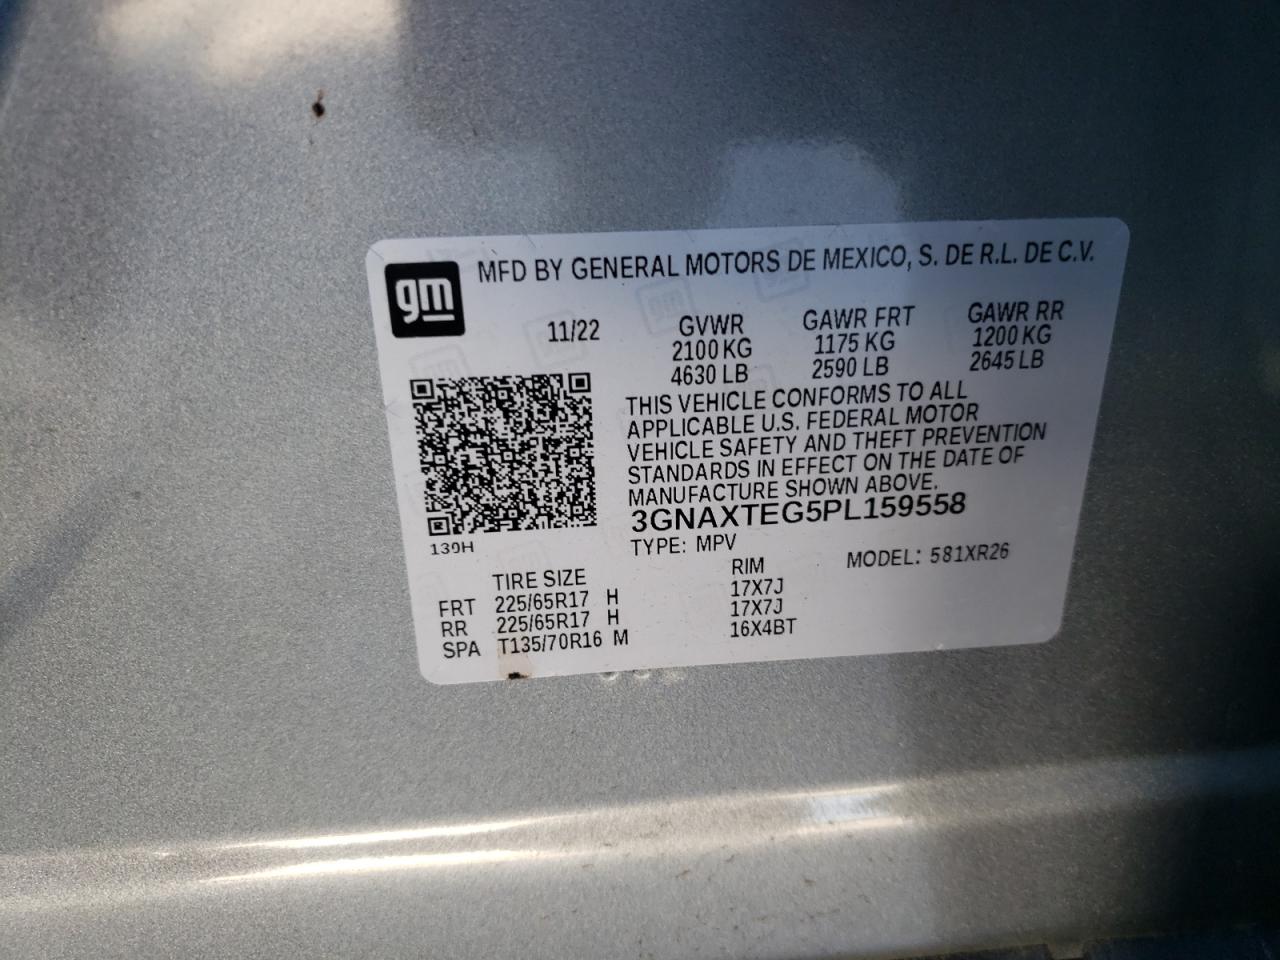 gm
MFD BY GENERAL MOTORS DE MEXICO, S. DE R.L. DE C.V.
11/22 GVWR GAWR FRT GAWR RR
2100 KG 1175 KG 1200 KG
4630 LB 2590 LB 2645 LB
THIS VEHICLE CONFORMS TO ALL
APPLICABLE U.S. FEDERAL MOTOR
VEHICLE SAFETY AND THEFT PREVENTION
STANDARDS IN EFFECT ON THE DATE OF
MANUFACTURE SHOWN ABOVE.
3GNAXTEG5PL159558
139H
TYPE: MPV MODEL: 581XR26
TIRE SIZE RIM
FRT 225/65R17 H 17X7J
RR 225/65R17 H 17X7J
SPA T135/70R16 M 16X4BT